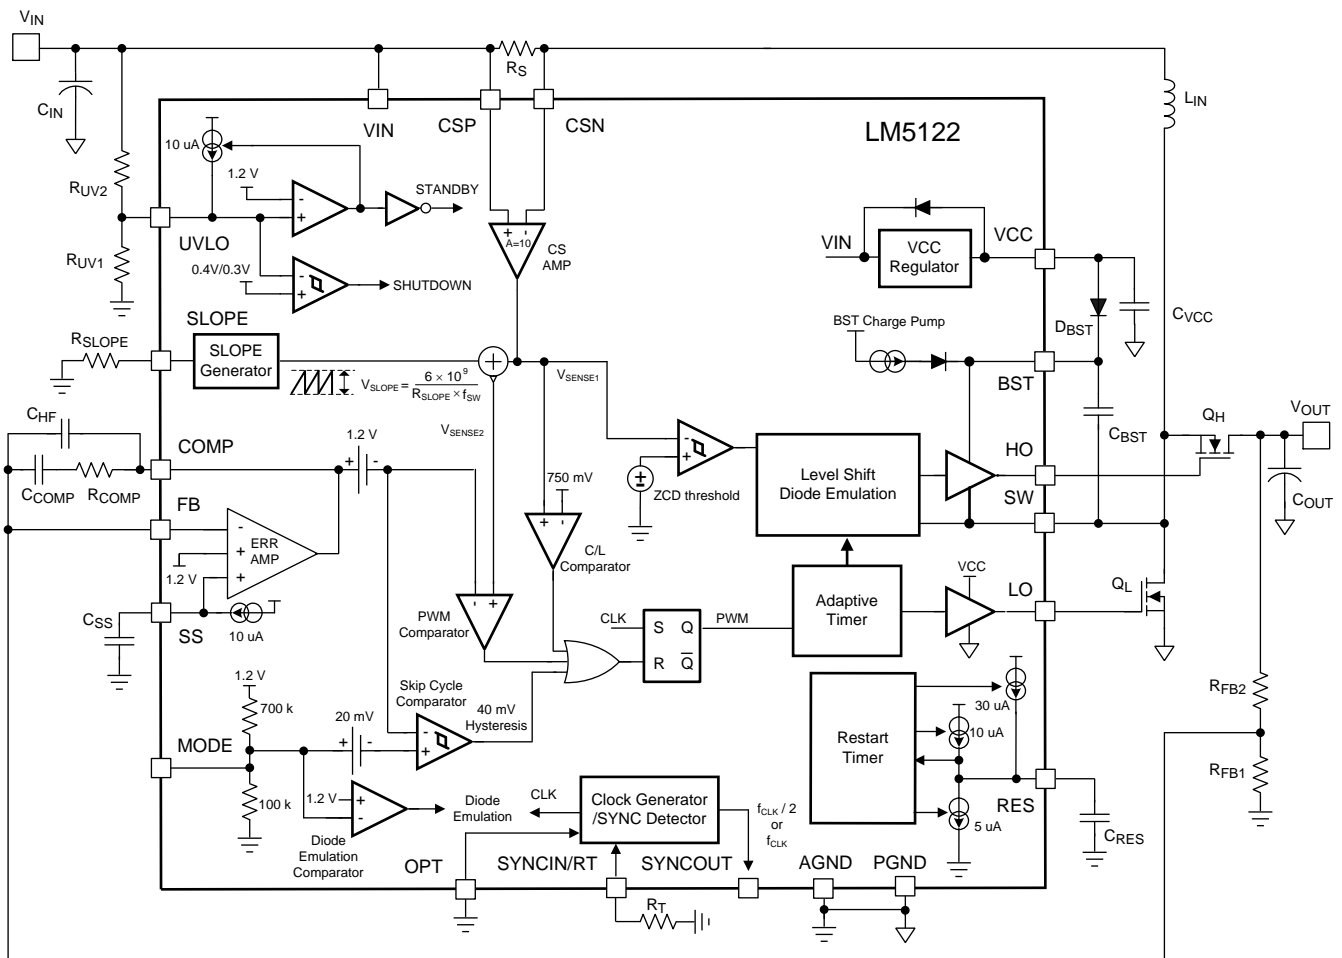 VIN
RS
CIN
LIN
VIN
CSP
CSN
LM5122
10 uA
1.2 V
STANDBY
RUV2
UVLO
A=10
CS
AMP
VIN
VCC
Regulator
VCC
RUV1
0.4V/0.3V
SHUTDOWN
CVCC
DBST
SLOPE
BST Charge Pump
RSLOPE
SLOPE
Generator
VSLOPE = 6 × 10^9 / RSLOPE × fSW
VSENSE1
BST
CHF
COMP
1.2 V
VSENSE2
CBST
QH
VOUT
CCOMP
RCOMP
750 mV
ZCD threshold
Level Shift
Diode Emulation
HO
SW
COUT
FB
ERR
AMP
1.2 V
C/L
Comparator
VCC
QL
LO
CSS
SS
10 uA
PWM
Comparator
CLK
S Q
R Q
PWM
Adaptive
Timer
1.2 V
700 k
Skip Cycle
Comparator
40 mV
Hysteresis
20 mV
MODE
30 uA
10 uA
Restart
Timer
RFB2
RFB1
100 k
1.2 V
Diode
Emulation
Comparator
Diode
Emulation
CLK
Clock Generator
/SYNC Detector
fCLK / 2
or
fCLK
5 uA
RES
CRES
OPT
SYNCIN/RT
SYNCOUT
AGND
PGND
RT